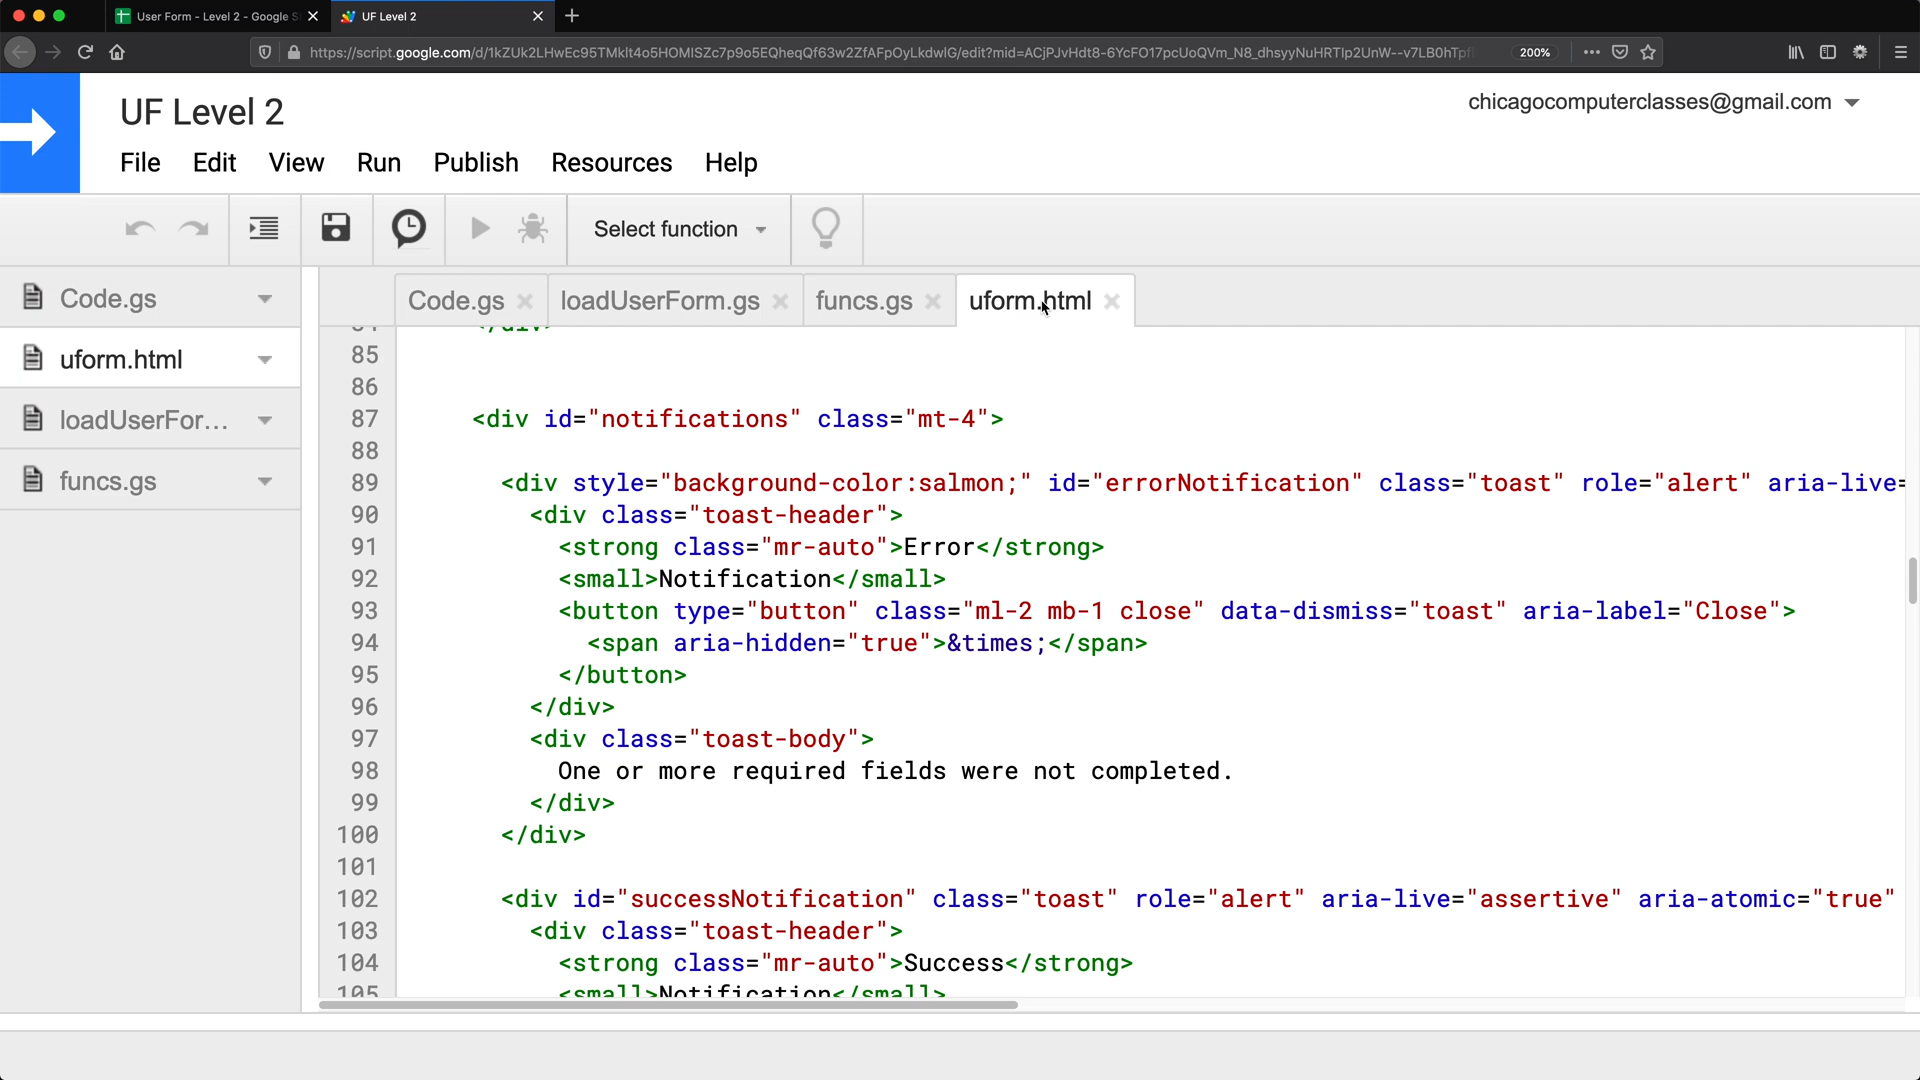 User Form - Level 2 - Google S
UF Level 2
https://script.google.com/d/1kZUk2LHwEc95TMklt4o5HOMISZc7p9o5EQheqQf63w2ZfAFpOyLkdwIG/edit?mid=ACjPJvHdt8-6YcFO17pcUoQVm_N8_dhsyyNuHRTIp2UnW--v7LB0hTpf
200%
UF Level 2
chicagocomputerclasses@gmail.com
File Edit View Run Publish Resources Help
Select function
Code.gs
uform.html
loadUserFor...
funcs.gs
Code.gs loadUserForm.gs funcs.gs uform.html
84 </div>
85
86
87 <div id="notifications" class="mt-4">
88
89 <div style="background-color:salmon;" id="errorNotification" class="toast" role="alert" aria-live=
90 <div class="toast-header">
91 <strong class="mr-auto">Error</strong>
92 <small>Notification</small>
93 <button type="button" class="ml-2 mb-1 close" data-dismiss="toast" aria-label="Close">
94 <span aria-hidden="true">&times;</span>
95 </button>
96 </div>
97 <div class="toast-body">
98 One or more required fields were not completed.
99 </div>
100 </div>
101
102 <div id="successNotification" class="toast" role="alert" aria-live="assertive" aria-atomic="true"
103 <div class="toast-header">
104 <strong class="mr-auto">Success</strong>
105 <small>Notification</small>